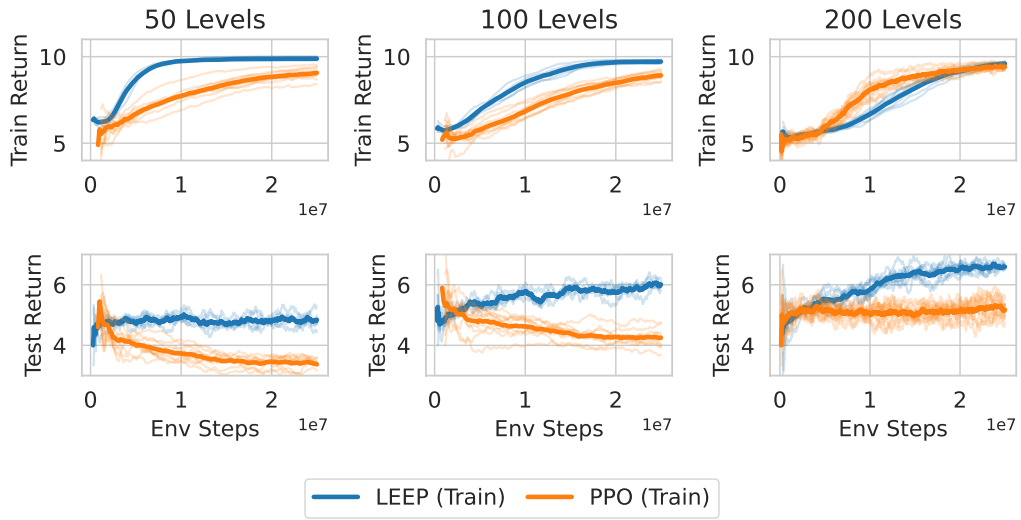 50 Levels
100 Levels
200 Levels
Train Return
10
5
0 1 2
1e7
Train Return
10
5
0 1 2
1e7
Train Return
10
5
0 1 2
1e7
Test Return
6
4
0 1 2
1e7
Env Steps
Test Return
6
4
0 1 2
1e7
Env Steps
Test Return
6
4
0 1 2
1e7
Env Steps
LEEP (Train) PPO (Train)